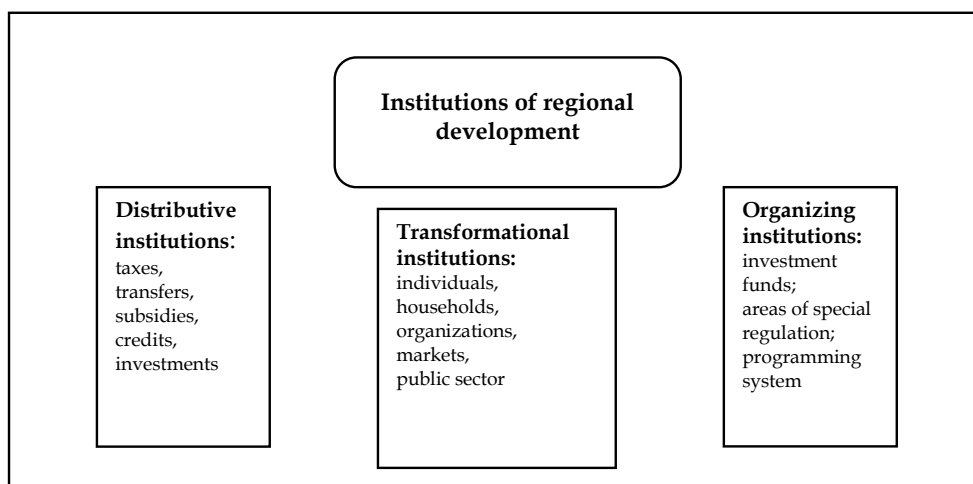 Institutions of regional
development
Distributive
institutions:
taxes,
transfers,
subsidies,
credits,
investments
Transformational
institutions:
individuals,
households,
organizations,
markets,
public sector
Organizing
institutions:
investment
funds;
areas of special
regulation;
programming
system